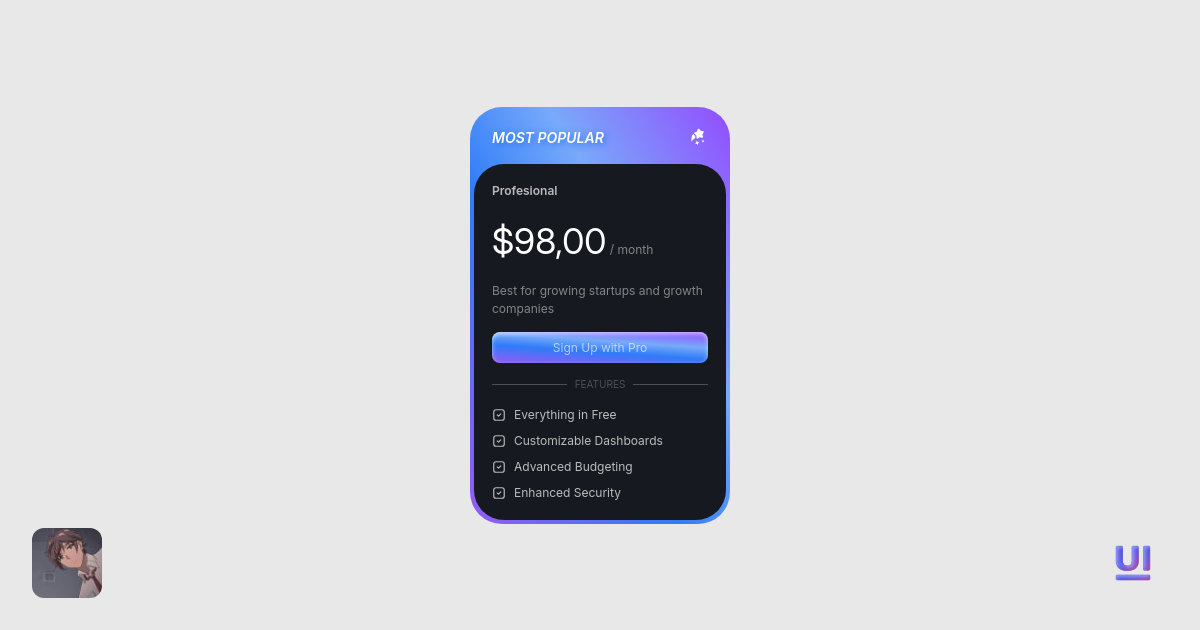 MOST POPULAR
Profesional
$98,00 / month
Best for growing startups and growth
companies
Sign Up with Pro
FEATURES
Everything in Free
Customizable Dashboards
Advanced Budgeting
Enhanced Security
UI